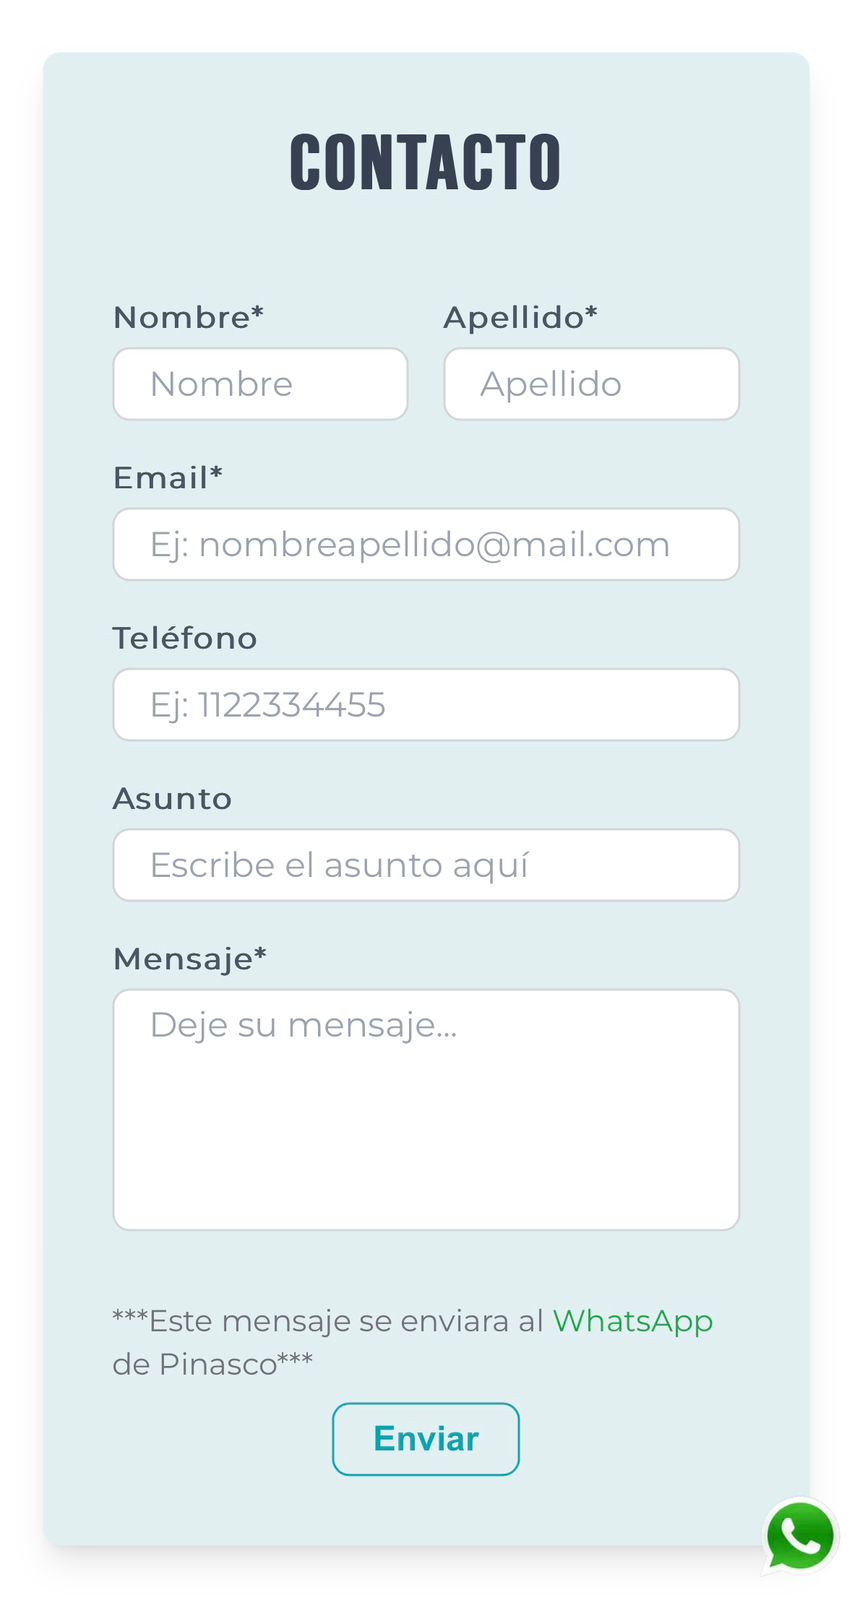 CONTACTO
Nombre* Apellido*
Nombre Apellido
Email*
Ej: nombreapellido@mail.com
Teléfono
Ej: 1122334455
Asunto
Escribe el asunto aquí
Mensaje*
Deje su mensaje...
***Este mensaje se enviara al WhatsApp
de Pinasco***
Enviar